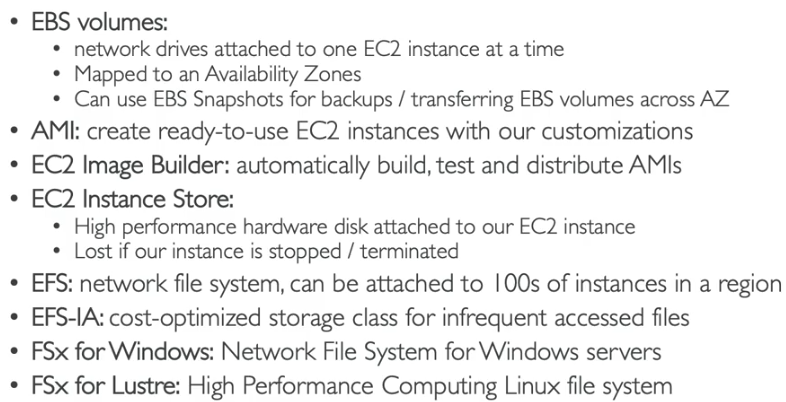 • EBS volumes:
• network drives attached to one EC2 instance at a time
• Mapped to an Availability Zones
• Can use EBS Snapshots for backups / transferring EBS volumes across AZ
• AMI: create ready-to-use EC2 instances with our customizations
• EC2 Image Builder: automatically build, test and distribute AMIs
• EC2 Instance Store:
• High performance hardware disk attached to our EC2 instance
• Lost if our instance is stopped / terminated
• EFS: network file system, can be attached to 100s of instances in a region
• EFS-IA: cost-optimized storage class for infrequent accessed files
• FSx for Windows: Network File System for Windows servers
• FSx for Lustre: High Performance Computing Linux file system